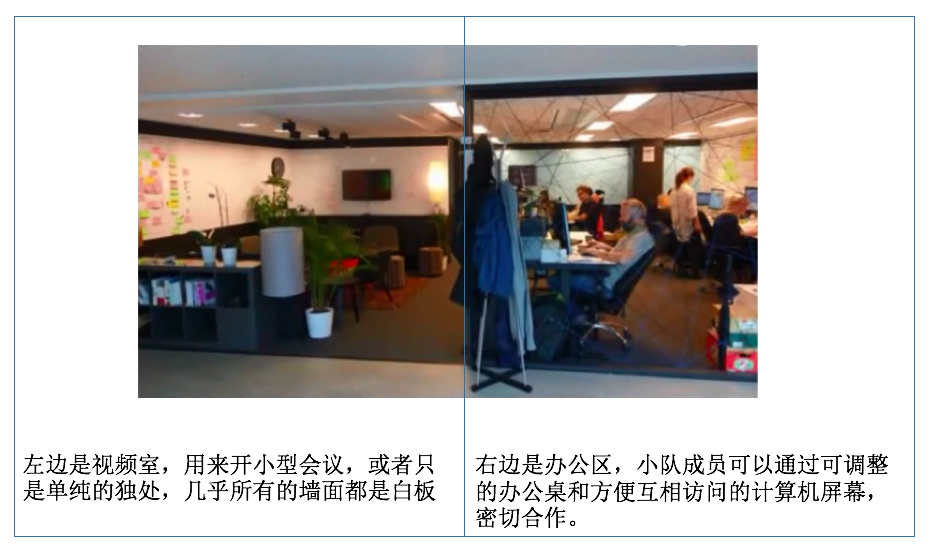 左边是视频室，用来开小型会议，或者只
是单纯的独处，几乎所有的墙面都是白板
右边是办公区，小队成员可以通过可调整
的办公桌和方便互相访问的计算机屏幕，
密切合作。